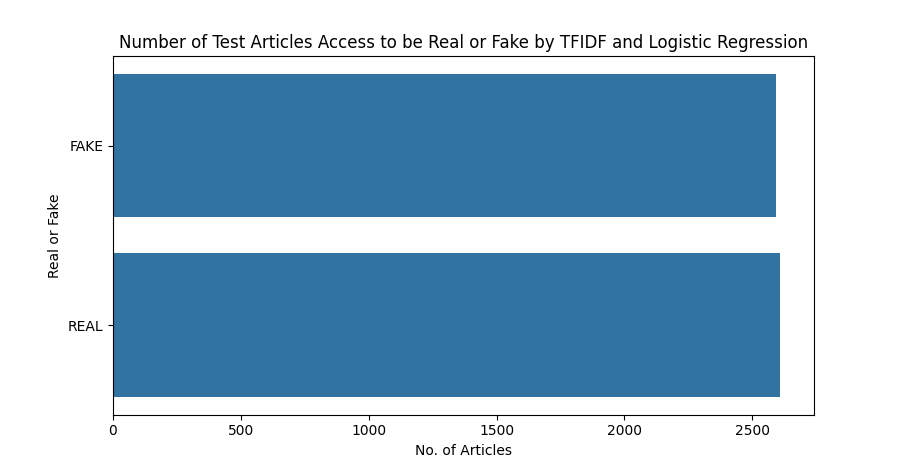 Number of Test Articles Access to be Real or Fake by TFIDF and Logistic Regression
FAKE
Real or Fake
REAL
0 500 1000 1500 2000 2500
No. of Articles